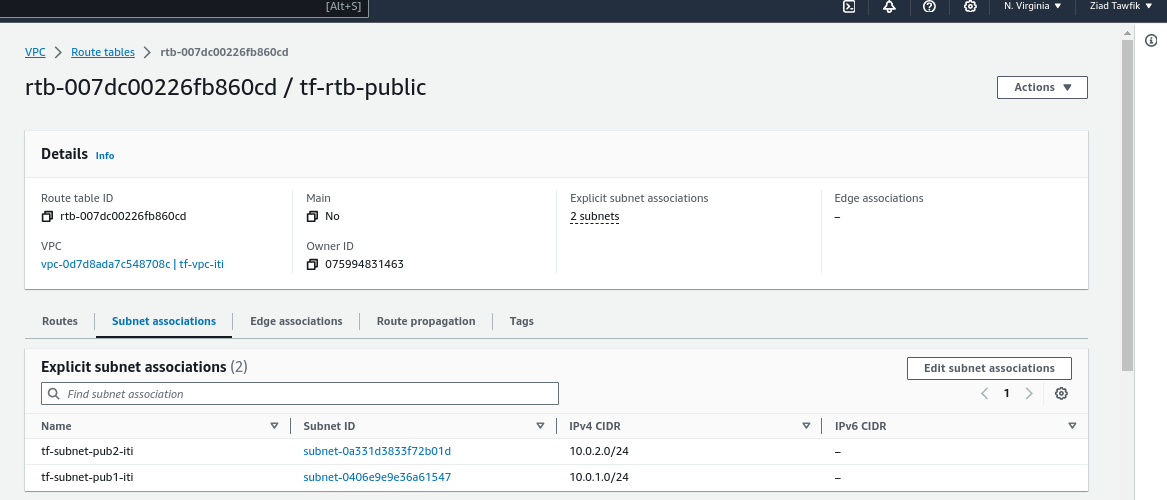 [Alt+S]
N. Virginia ▼
Ziad Tawfik ▼
VPC > Route tables > rtb-007dc00226fb860cd
rtb-007dc00226fb860cd / tf-rtb-public
Actions ▼
Details Info
Route table ID
rtb-007dc00226fb860cd
Main
No
Explicit subnet associations
2 subnets
Edge associations
–
VPC
vpc-0d7d8ada7c548708c | tf-vpc-iti
Owner ID
075994831463
Routes
Subnet associations
Edge associations
Route propagation
Tags
Explicit subnet associations (2)
Edit subnet associations
Find subnet association
1
Name Subnet ID IPv4 CIDR IPv6 CIDR
tf-subnet-pub2-iti subnet-0a331d3833f72b01d 10.0.2.0/24 –
tf-subnet-pub1-iti subnet-0406e9e9e36a61547 10.0.1.0/24 –